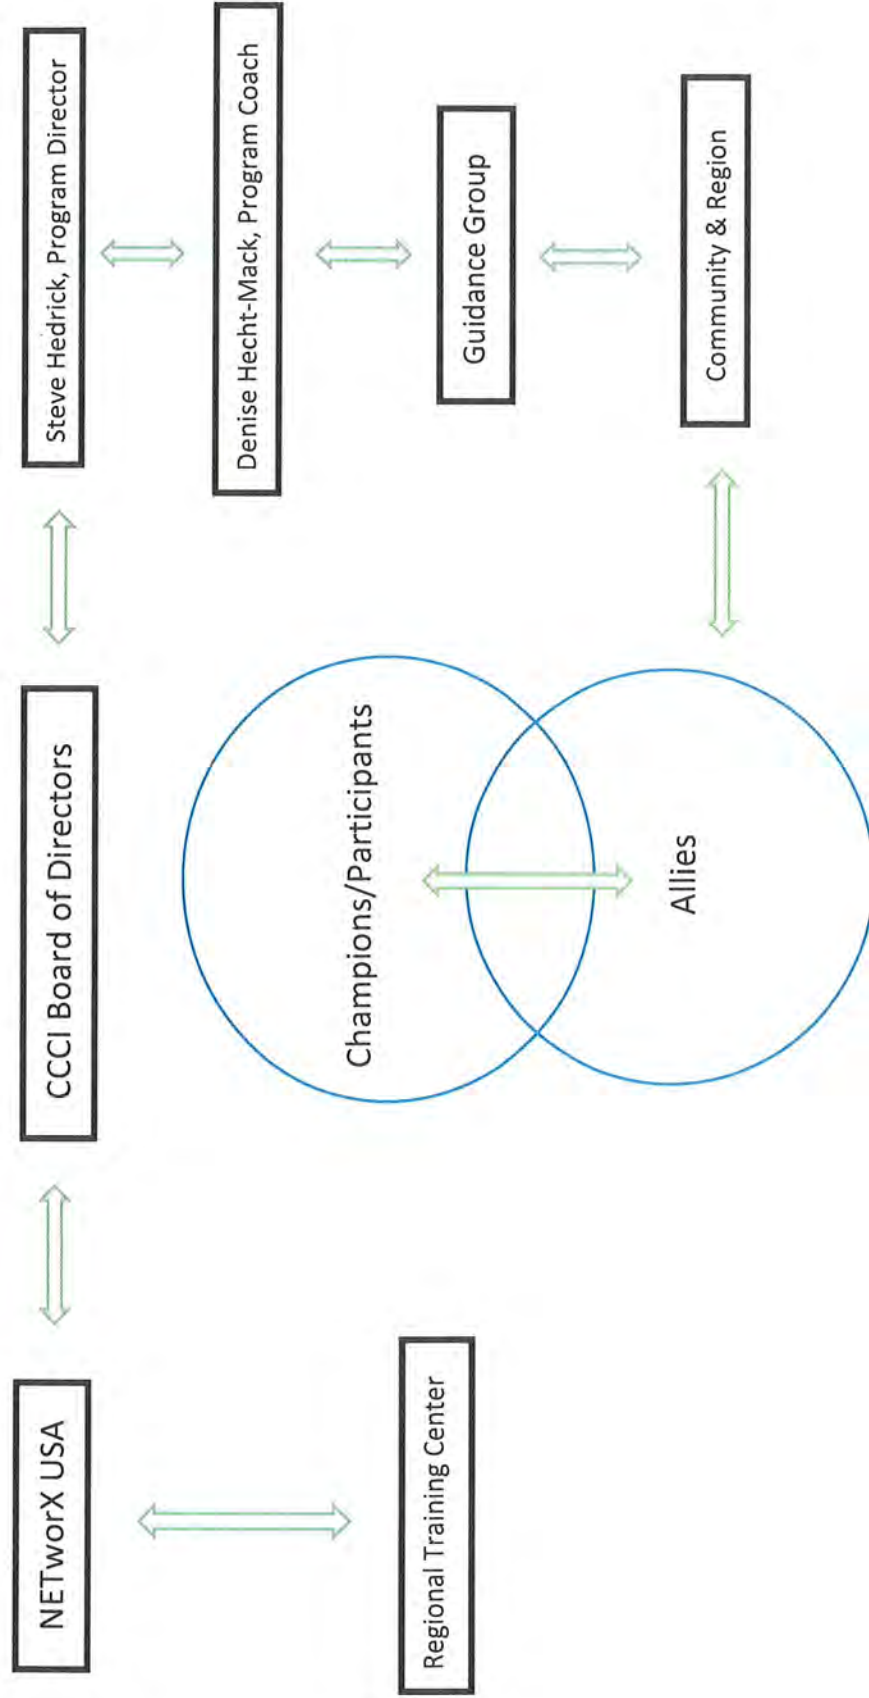 NETworX USA
CCCI Board of Directors
Steve Hedrick, Program Director
Denise Hecht-Mack, Program Coach
Regional Training Center
Champions/Participants
Guidance Group
Allies
Community & Region